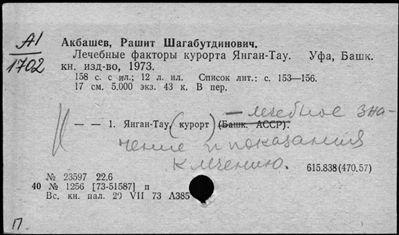 А1
1702
Акбашев, Рашит Шагабутдинович.
Лечебные факторы курорта Янган-Тау. Уфа, Башк.
кн. изд-во, 1973.
158 с. с ил.; 12 л. ил. Список лит.: с. 153—156.
17 см. 5.000 экз. 43 к. В пер.
— лечебное зна-
— — 1. Янган-Тау (курорт) (Башк. АССР).
чение и показания
к лечению.
615.838(470.57)
№ 23597 22.6
40 № 1256 [73-51587] п
Вс. кн. пал. 20 VII 73 А385
П.